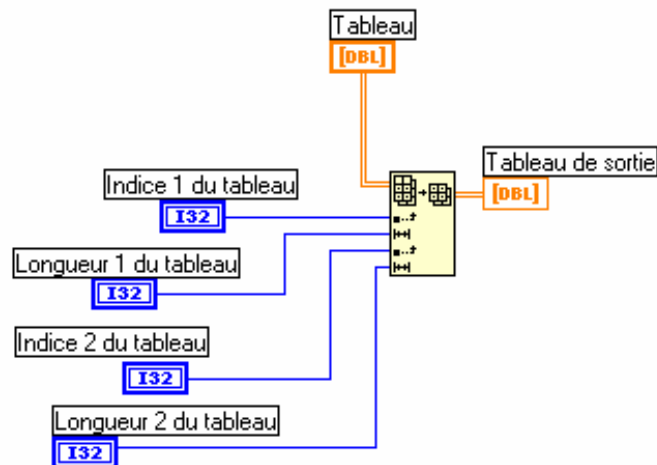 Tableau
[DBL]
Tableau de sortie
[DBL]
Indice 1 du tableau
I32
Longueur 1 du tableau
I32
Indice 2 du tableau
I32
Longueur 2 du tableau
I32